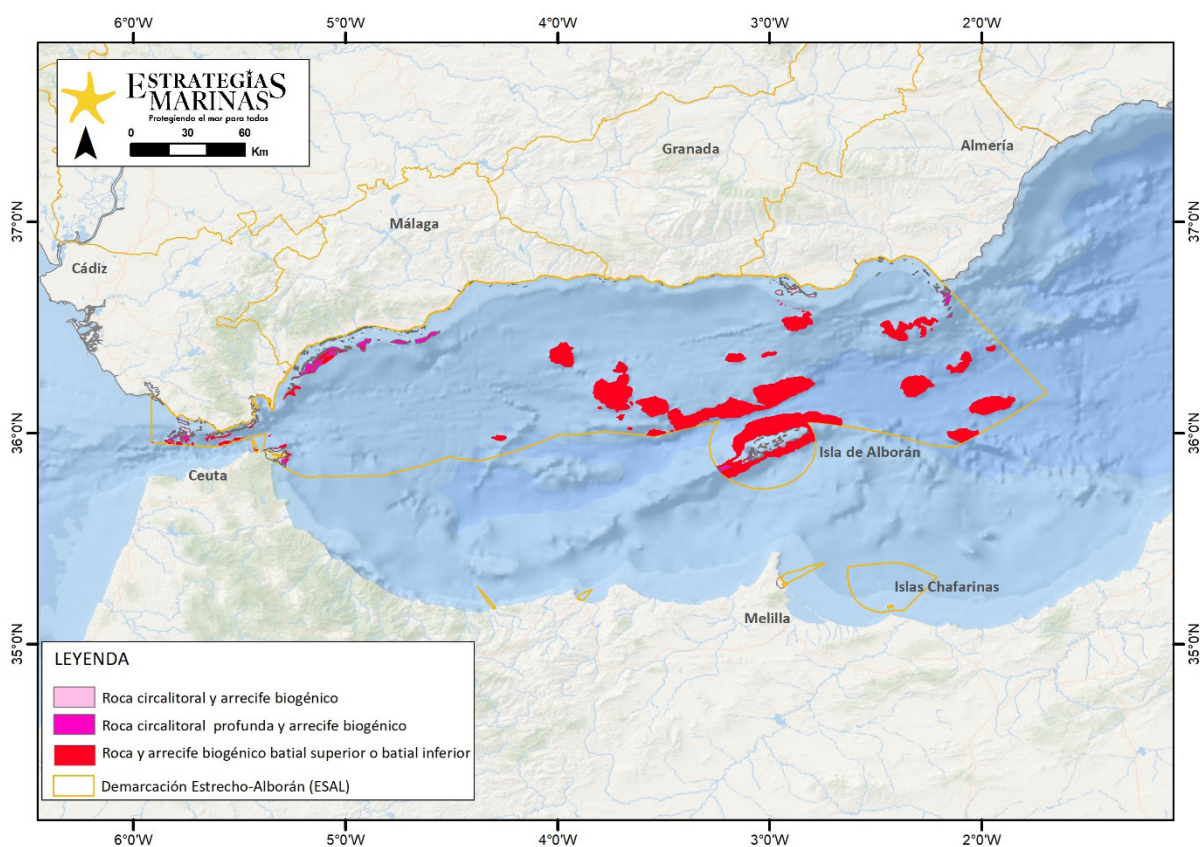 6°0'W 5°0'W 4°0'W 3°0'W 2°0'W
ESTRATEGIAS
MARINAS
Protegiendo el mar para todos
0 30 60
Km
Granada
Almería
37°0'N 37°0'N
Málaga
Cádiz
36°0'N 36°0'N
Isla de Alborán
Ceuta
Islas Chafarinas
Melilla
35°0'N 35°0'N
LEYENDA
Roca circalitoral y arrecife biogénico
Roca circalitoral profunda y arrecife biogénico
Roca y arrecife biogénico batial superior o batial inferior
Demarcación Estrecho-Alborán (ESAL)
6°0'W 5°0'W 4°0'W 3°0'W 2°0'W